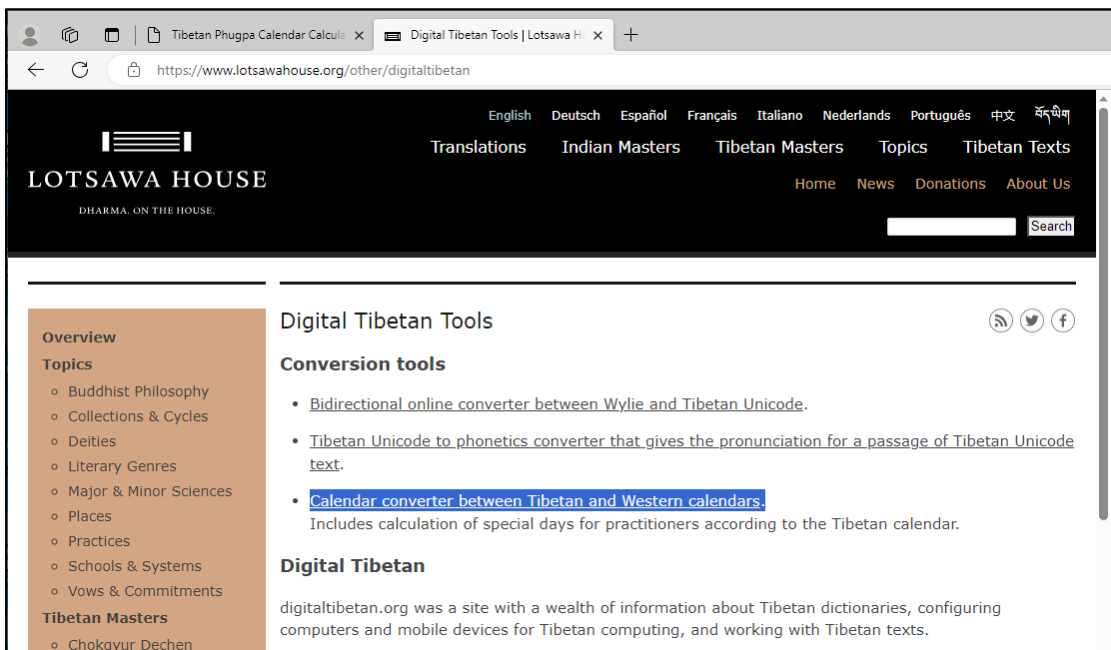 Tibetan Phugpa Calendar Calcula
Digital Tibetan Tools | Lotsawa H
https://www.lotsawahouse.org/other/digitaltibetan
English Deutsch Español Français Italiano Nederlands Português 中文 བོད་ཡིག
Translations Indian Masters Tibetan Masters Topics Tibetan Texts
LOTSAWA HOUSE
Home News Donations About Us
DHARMA. ON THE HOUSE.
Search
Overview
Topics
Buddhist Philosophy
Collections & Cycles
Deities
Literary Genres
Major & Minor Sciences
Places
Practices
Schools & Systems
Vows & Commitments
Tibetan Masters
Chokgyur Dechen
Digital Tibetan Tools
Conversion tools
Bidirectional online converter between Wylie and Tibetan Unicode.
Tibetan Unicode to phonetics converter that gives the pronunciation for a passage of Tibetan Unicode
text.
Calendar converter between Tibetan and Western calendars.
Includes calculation of special days for practitioners according to the Tibetan calendar.
Digital Tibetan
digitaltibetan.org was a site with a wealth of information about Tibetan dictionaries, configuring
computers and mobile devices for Tibetan computing, and working with Tibetan texts.